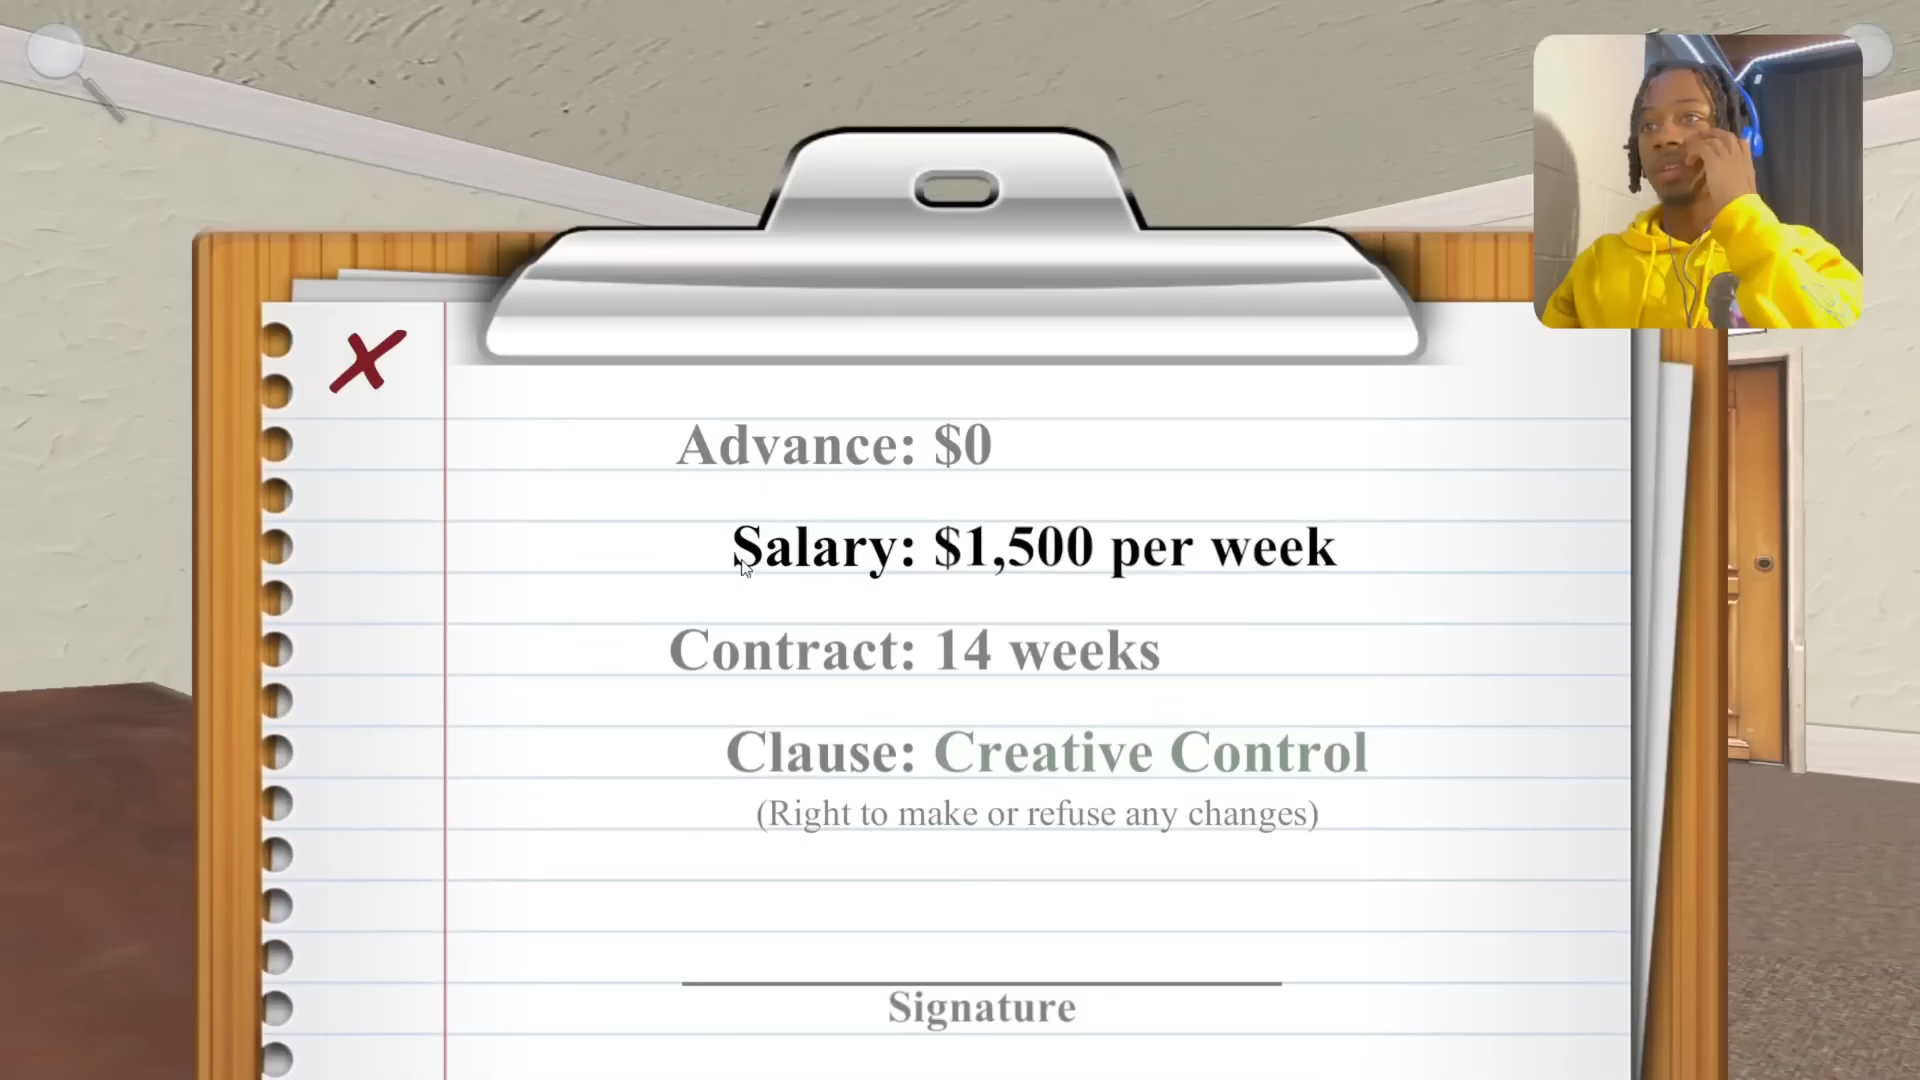 Advance: $0
Salary: $1,500 per week
Contract: 14 weeks
Clause: Creative Control
(Right to make or refuse any changes)
Signature